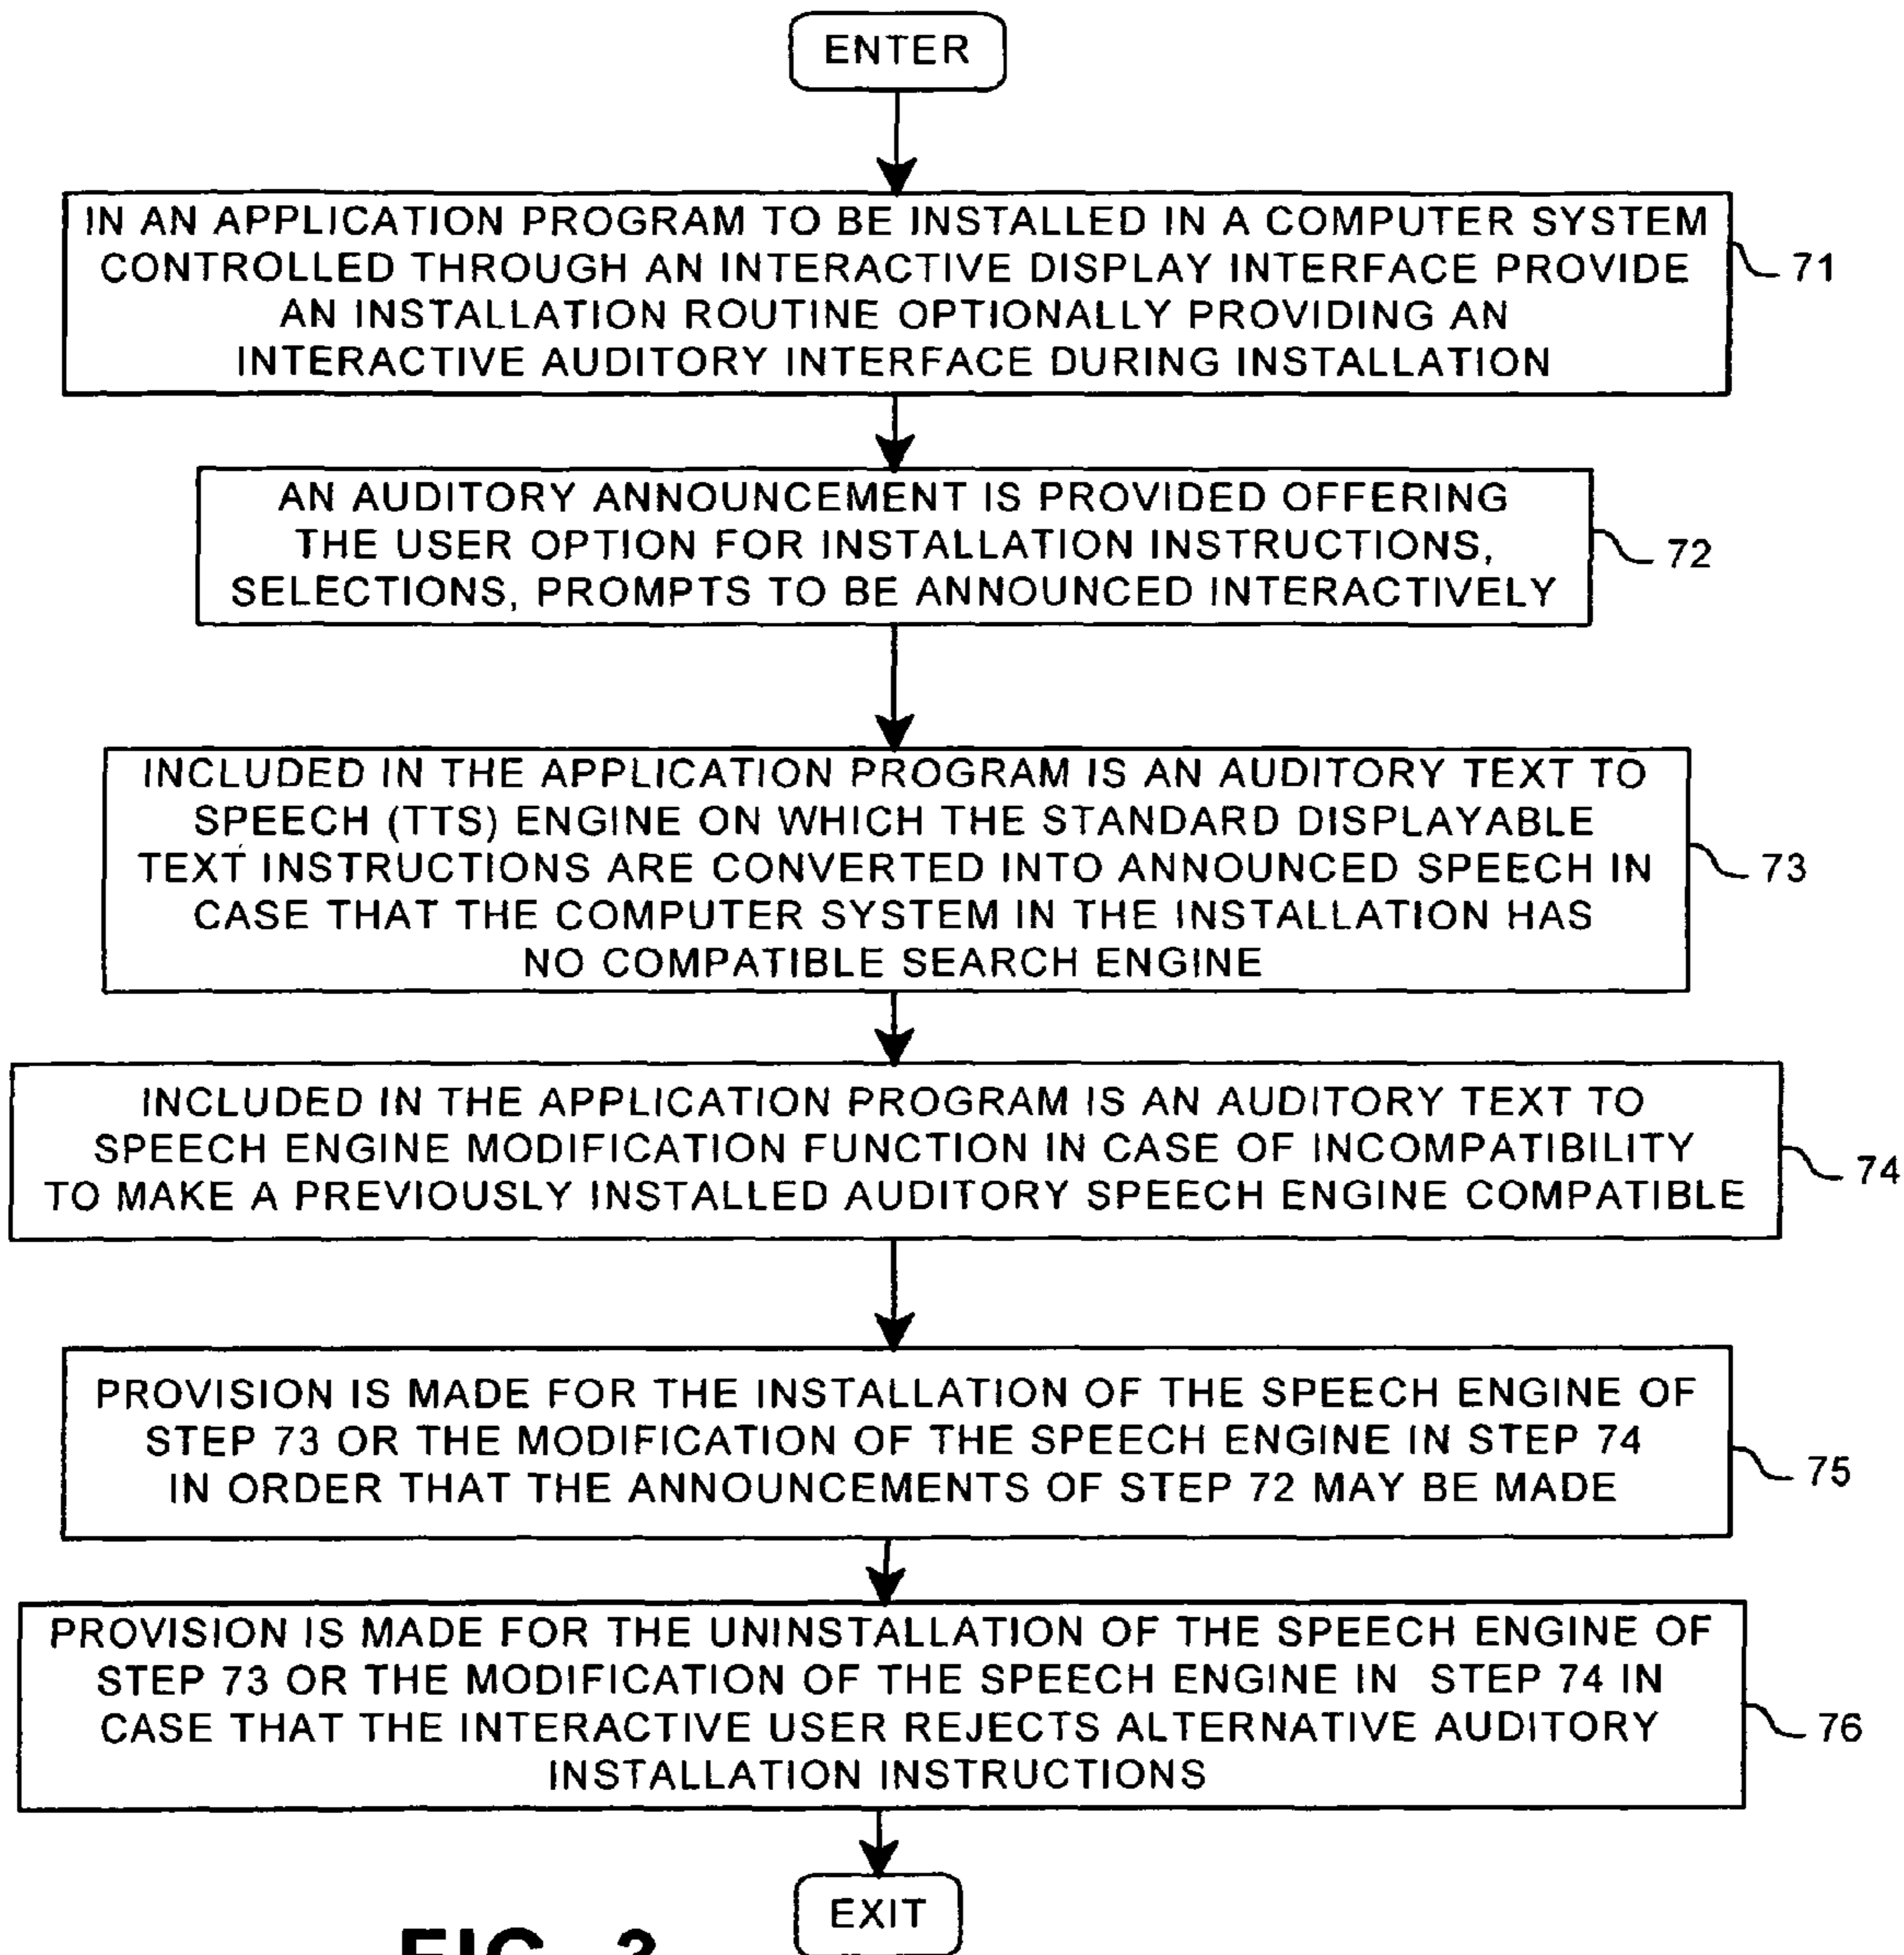 ENTER
IN AN APPLICATION PROGRAM TO BE INSTALLED IN A COMPUTER SYSTEM
CONTROLLED THROUGH AN INTERACTIVE DISPLAY INTERFACE PROVIDE
AN INSTALLATION ROUTINE OPTIONALLY PROVIDING AN
INTERACTIVE AUDITORY INTERFACE DURING INSTALLATION
71
AN AUDITORY ANNOUNCEMENT IS PROVIDED OFFERING
THE USER OPTION FOR INSTALLATION INSTRUCTIONS,
SELECTIONS, PROMPTS TO BE ANNOUNCED INTERACTIVELY
72
INCLUDED IN THE APPLICATION PROGRAM IS AN AUDITORY TEXT TO
SPEECH (TTS) ENGINE ON WHICH THE STANDARD DISPLAYABLE
TEXT INSTRUCTIONS ARE CONVERTED INTO ANNOUNCED SPEECH IN
CASE THAT THE COMPUTER SYSTEM IN THE INSTALLATION HAS
NO COMPATIBLE SEARCH ENGINE
73
INCLUDED IN THE APPLICATION PROGRAM IS AN AUDITORY TEXT TO
SPEECH ENGINE MODIFICATION FUNCTION IN CASE OF INCOMPATIBILITY
TO MAKE A PREVIOUSLY INSTALLED AUDITORY SPEECH ENGINE COMPATIBLE
74
PROVISION IS MADE FOR THE INSTALLATION OF THE SPEECH ENGINE OF
STEP 73 OR THE MODIFICATION OF THE SPEECH ENGINE IN STEP 74
IN ORDER THAT THE ANNOUNCEMENTS OF STEP 72 MAY BE MADE
75
PROVISION IS MADE FOR THE UNINSTALLATION OF THE SPEECH ENGINE OF
STEP 73 OR THE MODIFICATION OF THE SPEECH ENGINE IN STEP 74 IN
CASE THAT THE INTERACTIVE USER REJECTS ALTERNATIVE AUDITORY
INSTALLATION INSTRUCTIONS
76
EXIT
FIG. 3